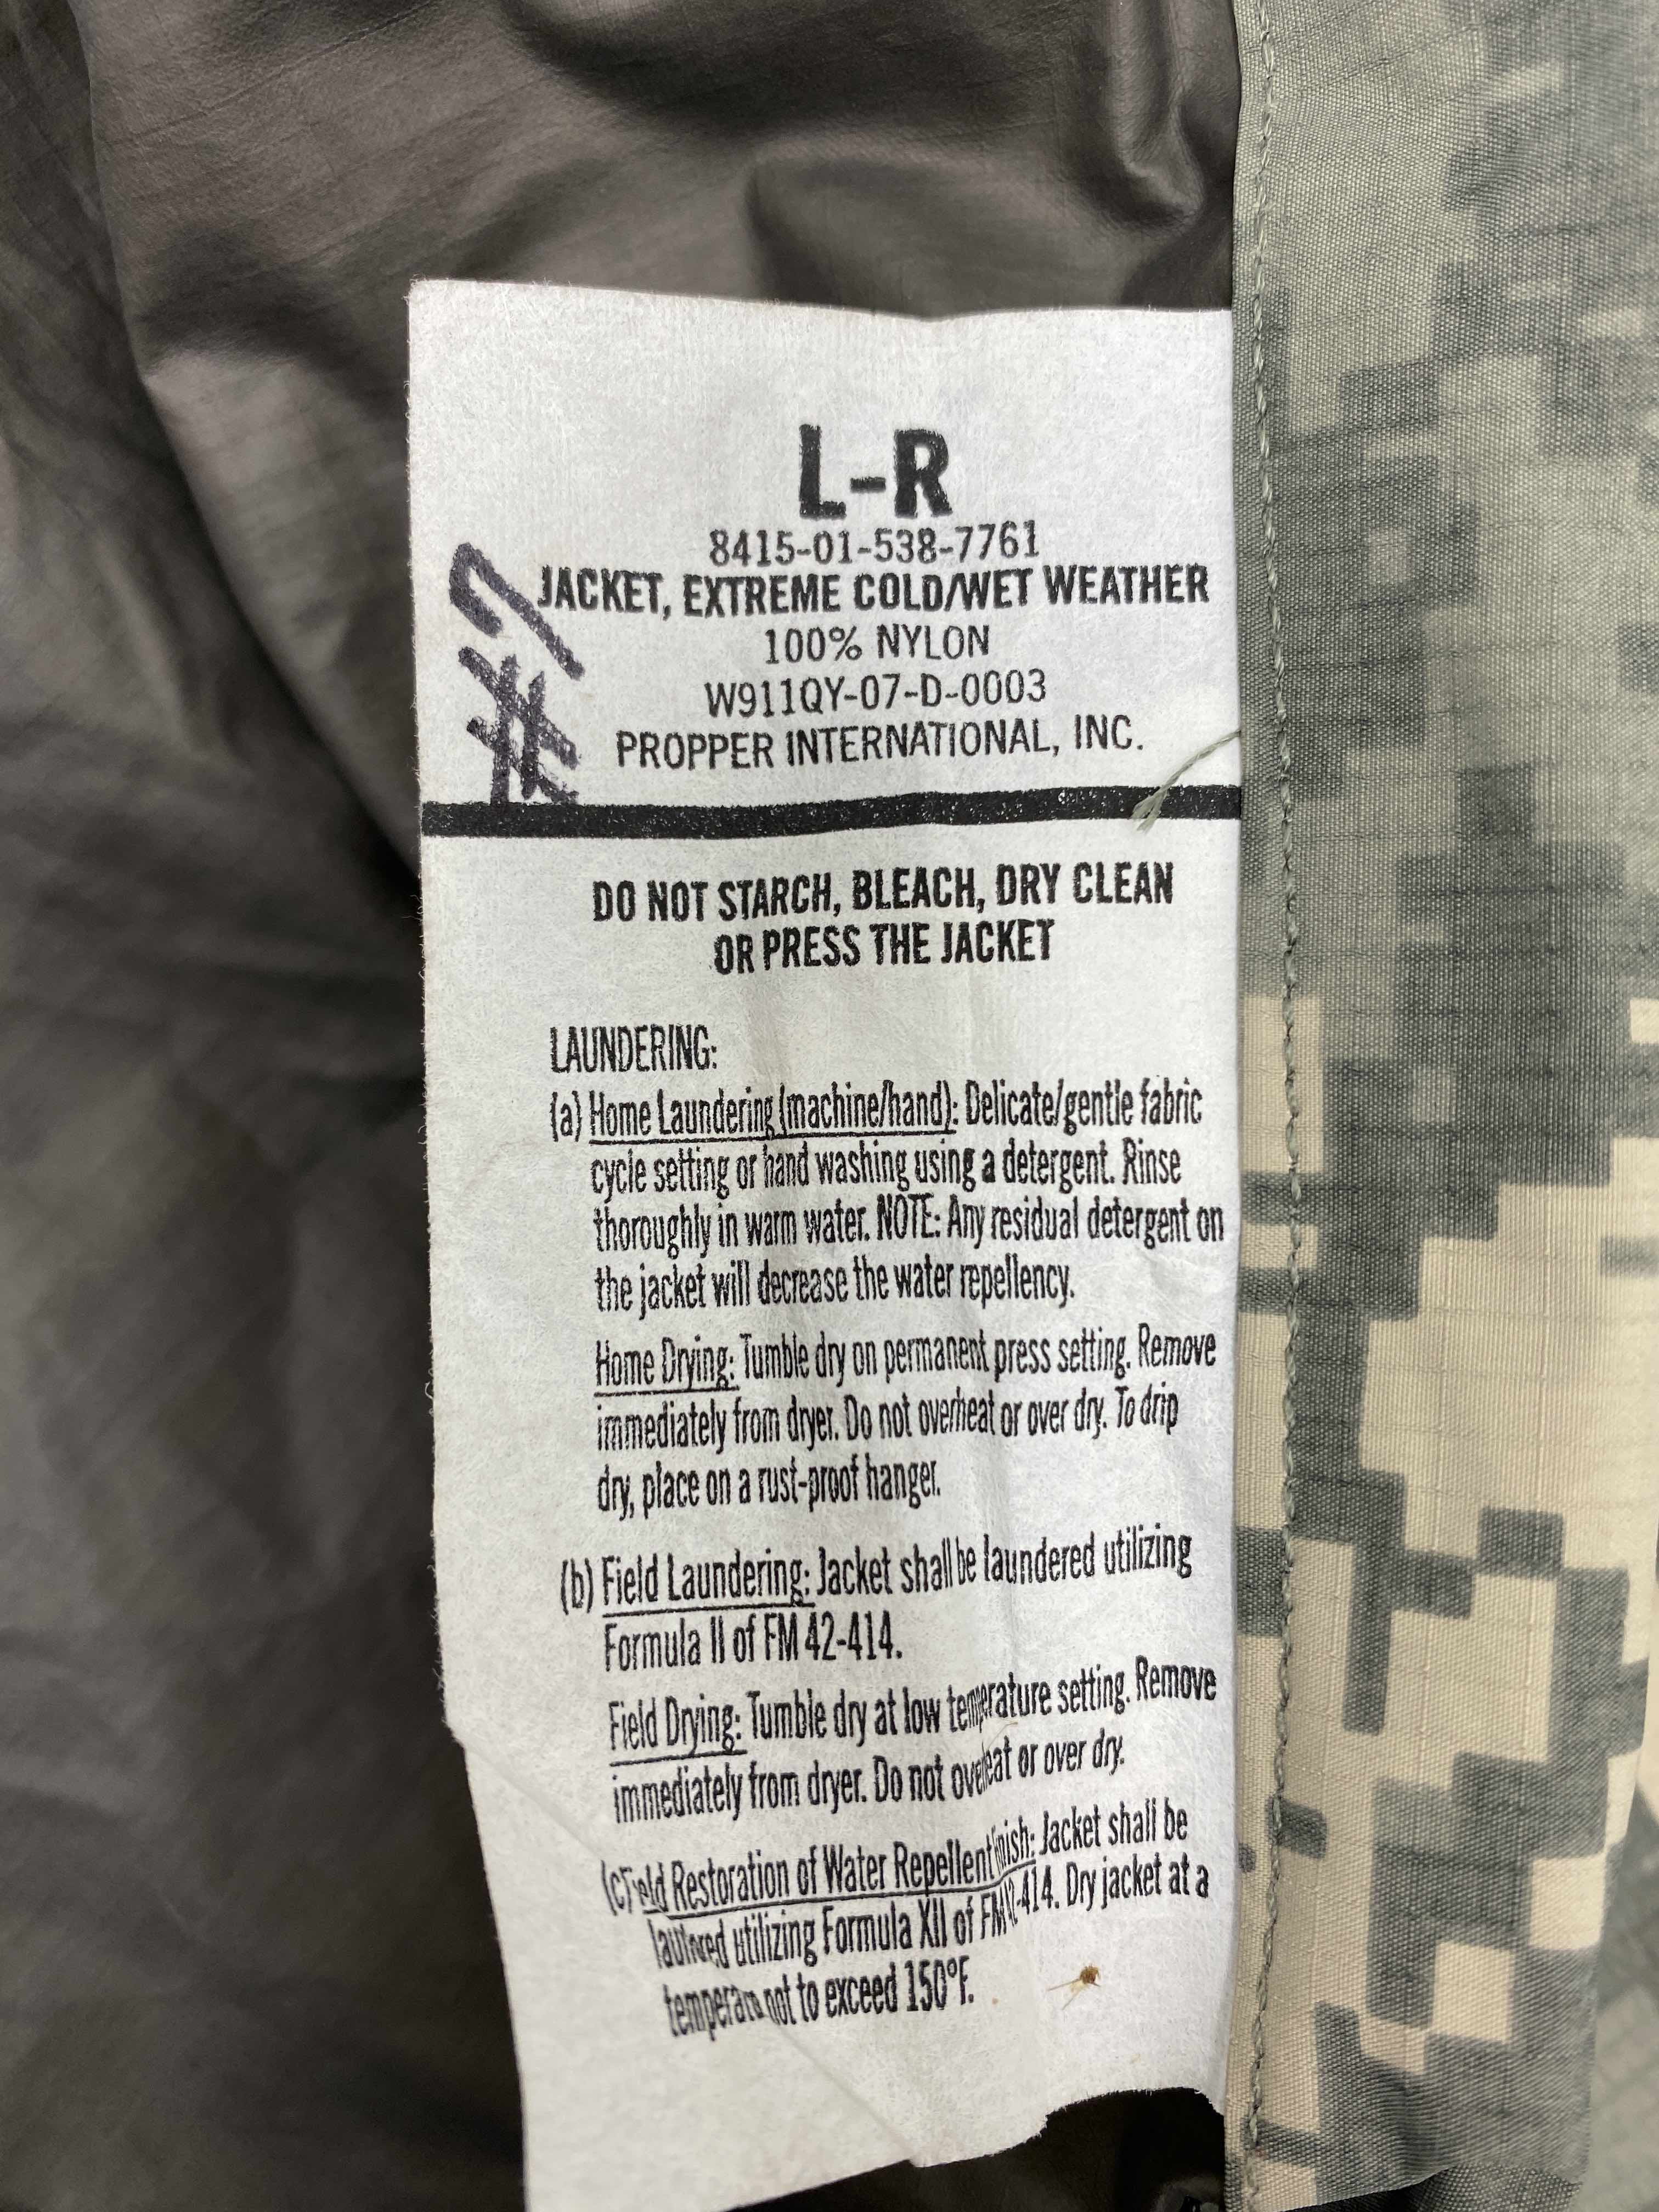 L-R
8415-01-538-7761
JACKET, EXTREME COLD/WET WEATHER
100% NYLON
W911QY-07-D-0003
PROPPER INTERNATIONAL, INC.
#7
DO NOT STARCH, BLEACH, DRY CLEAN
OR PRESS THE JACKET
LAUNDERING:
(a) Home Laundering (machine/hand): Delicate/gentle fabric
cycle setting or hand washing using a detergent. Rinse
thoroughly in warm water. NOTE: Any residual detergent on
the jacket will decrease the water repellency.
Home Drying: Tumble dry on permanent press setting. Remove
immediately from dryer. Do not overheat or over dry. To drip
dry, place on a rust-proof hanger.
(b) Field Laundering: Jacket shall be laundered utilizing
Formula II of FM 42-414.
Field Drying: Tumble dry at low temperature setting. Remove
immediately from dryer. Do not overheat or over dry.
(c) Field Restoration of Water Repellent finish: Jacket shall be
laundered utilizing Formula XII of FM 42-414. Dry jacket at a
temperature not to exceed 150°F.